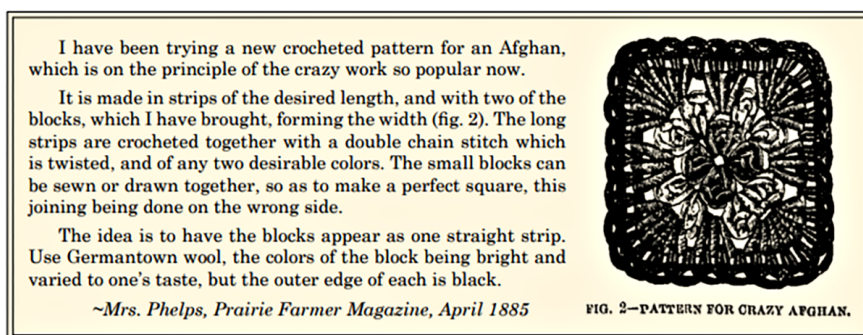 I have been trying a new crocheted pattern for an Afghan,
which is on the principle of the crazy work so popular now.
It is made in strips of the desired length, and with two of the
blocks, which I have brought, forming the width (fig. 2). The long
strips are crocheted together with a double chain stitch which
is twisted, and of any two desirable colors. The small blocks can
be sewn or drawn together, so as to make a perfect square, this
joining being done on the wrong side.
The idea is to have the blocks appear as one straight strip.
Use Germantown wool, the colors of the block being bright and
varied to one's taste, but the outer edge of each is black.
~Mrs. Phelps, Prairie Farmer Magazine, April 1885
FIG. 2—PATTERN FOR CRAZY AFGHAN.